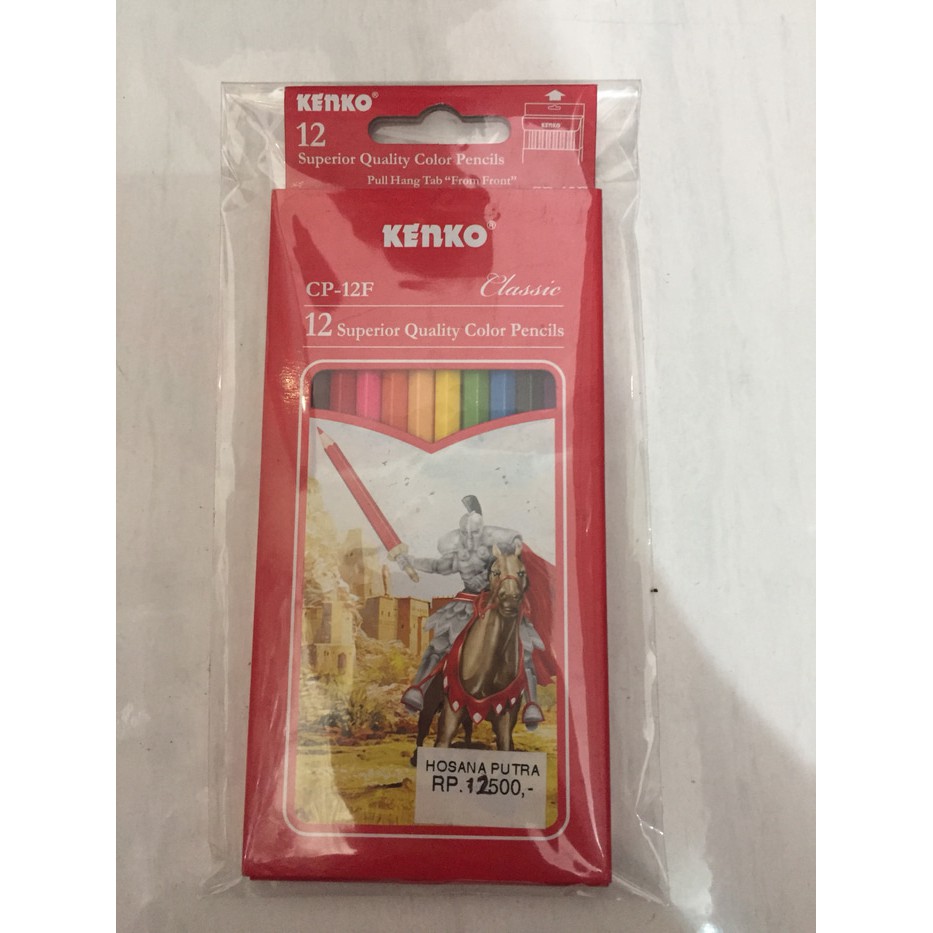 KENKO®
12
Superior Quality Color Pencils
Pull Hang Tab "From Front"
KENKO
KENKO®
CP-12F
Classic
12 Superior Quality Color Pencils
HOSANA PUTRA
RP.12500,-